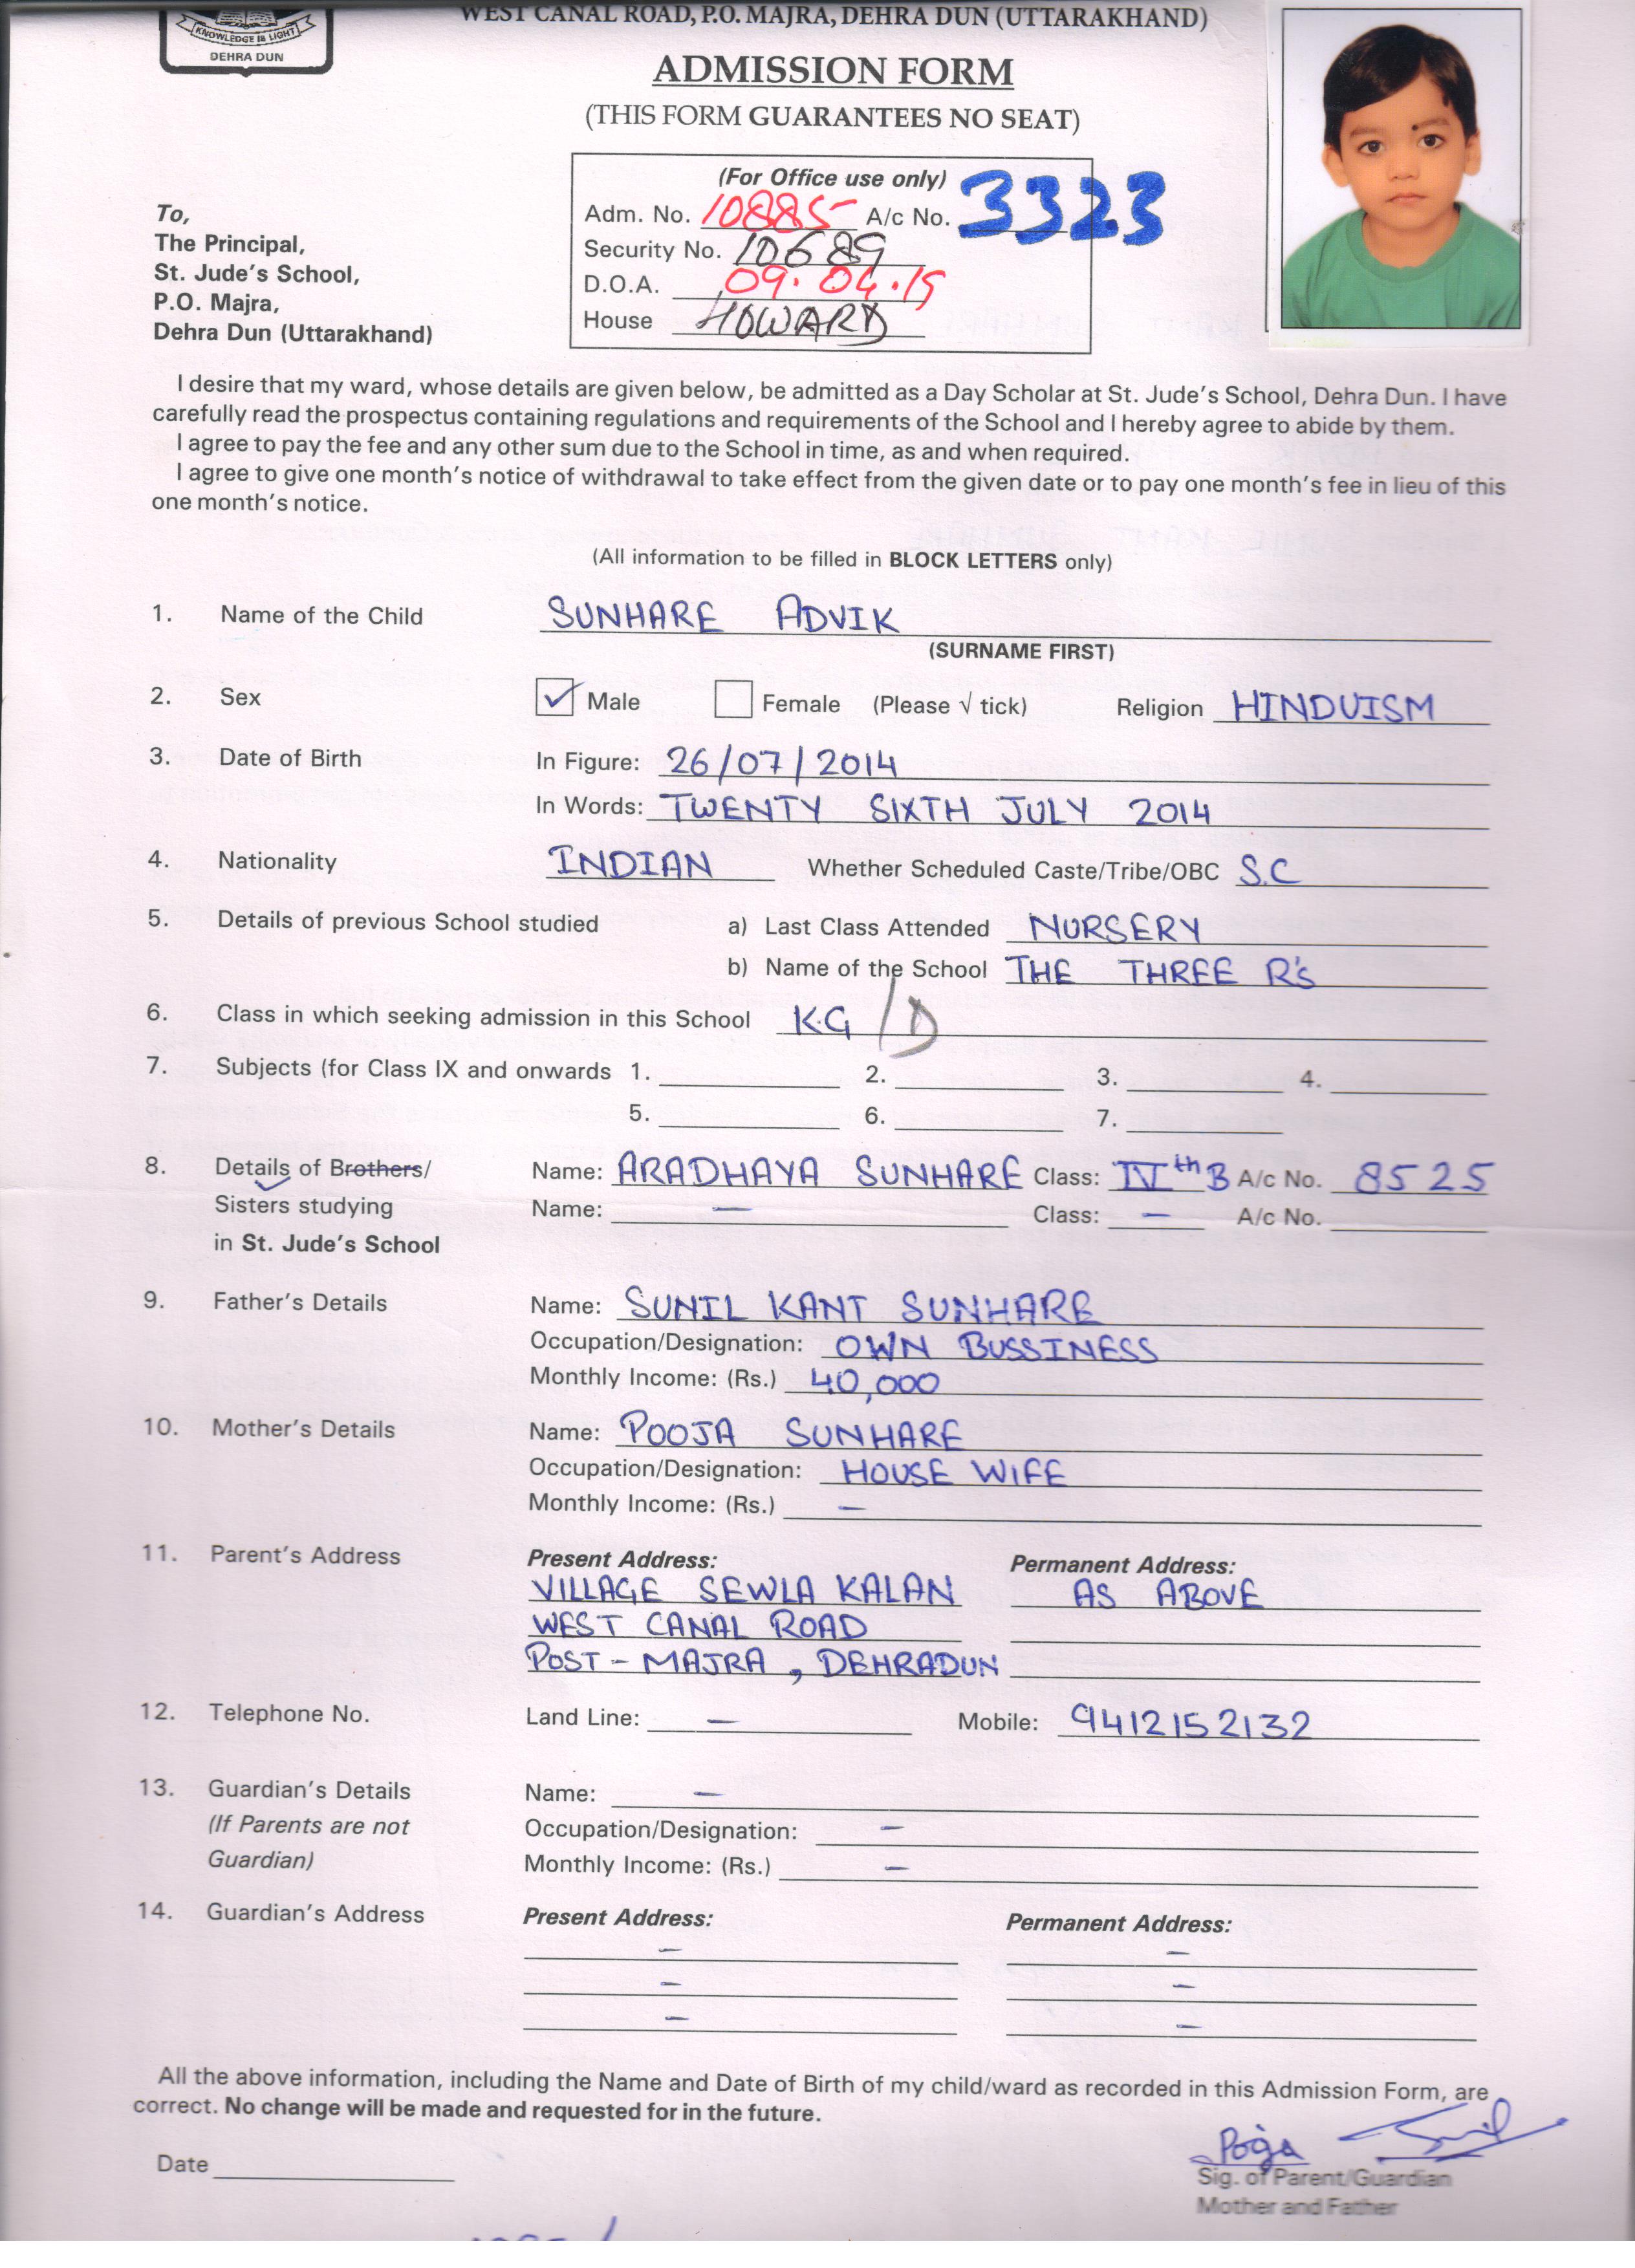 WEST CANAL ROAD, P.O. MAJRA, DEHRA DUN (UTTARAKHAND)
KNOWLEDGE IS LIGHT
DEHRA DUN
ADMISSION FORM
(THIS FORM GUARANTEES NO SEAT)
(For Office use only)
Adm. No. 10885 A/c No. 3323
Security No. 10689
D.O.A. 09.04.19
House HOWARD
To,
The Principal,
St. Jude's School,
P.O. Majra,
Dehra Dun (Uttarakhand)
I desire that my ward, whose details are given below, be admitted as a Day Scholar at St. Jude's School, Dehra Dun. I have
carefully read the prospectus containing regulations and requirements of the School and I hereby agree to abide by them.
I agree to pay the fee and any other sum due to the School in time, as and when required.
I agree to give one month's notice of withdrawal to take effect from the given date or to pay one month's fee in lieu of this
one month's notice.
(All information to be filled in BLOCK LETTERS only)
1. Name of the Child SUNHARE ADVIK
(SURNAME FIRST)
2. Sex ✓ Male Female (Please √ tick) Religion HINDUISM
3. Date of Birth In Figure: 26/07/2014
In Words: TWENTY SIXTH JULY 2014
4. Nationality INDIAN Whether Scheduled Caste/Tribe/OBC S.C
5. Details of previous School studied a) Last Class Attended NURSERY
b) Name of the School THE THREE R's
6. Class in which seeking admission in this School K.G /D
7. Subjects (for Class IX and onwards 1. 2. 3. 4.
5. 6. 7.
8. Details of Brothers/ Name: ARADHAYA SUNHARE Class: IVth B A/c No. 8525
Sisters studying Name: — Class: — A/c No.
in St. Jude's School
9. Father's Details Name: SUNIL KANT SUNHARE
Occupation/Designation: OWN BUSSINESS
Monthly Income: (Rs.) 40,000
10. Mother's Details Name: POOJA SUNHARE
Occupation/Designation: HOUSE WIFE
Monthly Income: (Rs.) —
11. Parent's Address Present Address: Permanent Address:
VILLAGE SEWLA KALAN AS ABOVE
WEST CANAL ROAD
POST - MAJRA, DEHRADUN
12. Telephone No. Land Line: — Mobile: 9412152132
13. Guardian's Details Name: —
(If Parents are not Occupation/Designation: —
Guardian) Monthly Income: (Rs.) —
14. Guardian's Address Present Address: Permanent Address:
— —
— —
— —
All the above information, including the Name and Date of Birth of my child/ward as recorded in this Admission Form, are
correct. No change will be made and requested for in the future.
Date
Pooja Sunil
Sig. of Parent/Guardian
Mother and Father